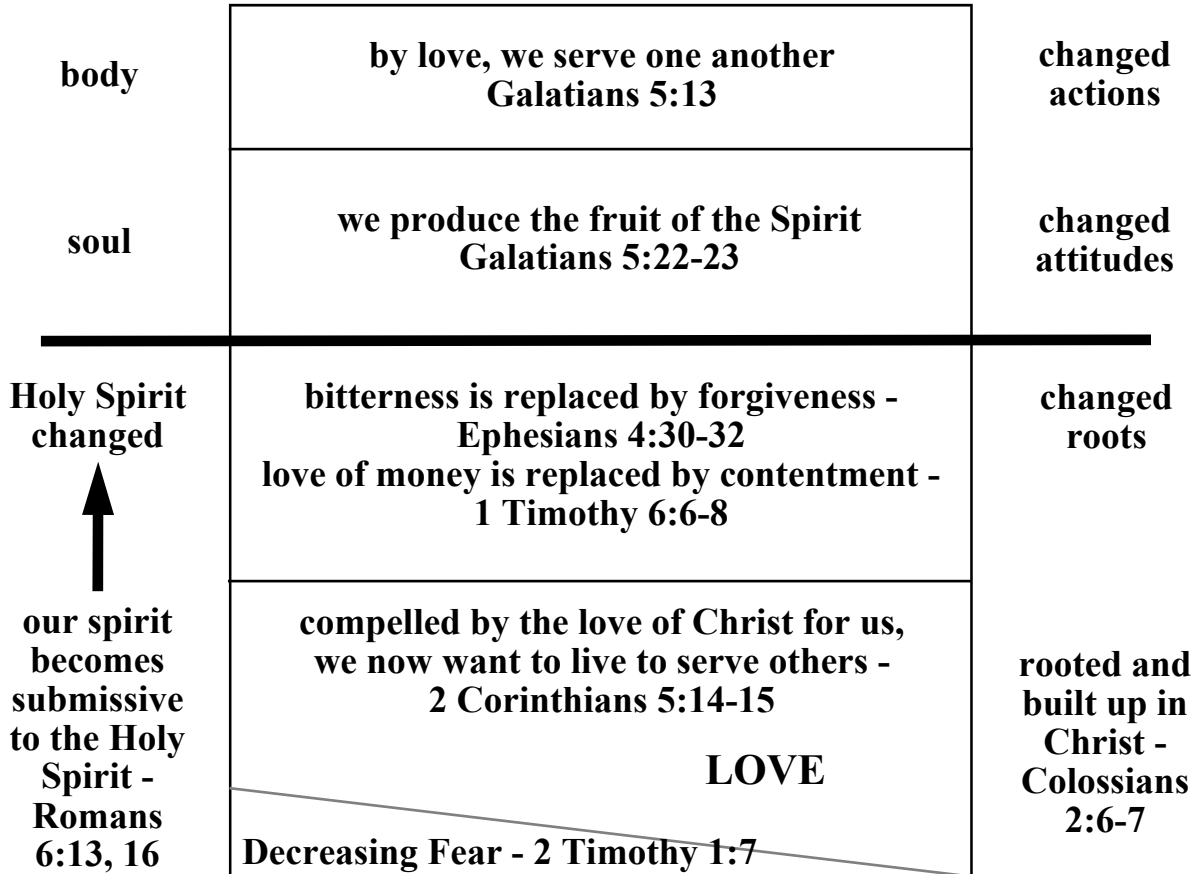 body
by love, we serve one another
Galatians 5:13
changed
actions
soul
we produce the fruit of the Spirit
Galatians 5:22-23
changed
attitudes
Holy Spirit
changed
bitterness is replaced by forgiveness -
Ephesians 4:30-32
love of money is replaced by contentment -
1 Timothy 6:6-8
changed
roots
our spirit
becomes
submissive
to the Holy
Spirit -
Romans
6:13, 16
compelled by the love of Christ for us,
we now want to live to serve others -
2 Corinthians 5:14-15
LOVE
Decreasing Fear - 2 Timothy 1:7
rooted and
built up in
Christ -
Colossians
2:6-7